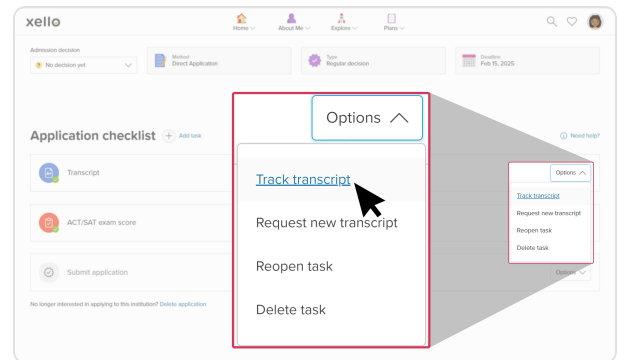 xello
Home
About Me
Explore
Plans
Admission decision
No decision yet
Method
Direct Application
Type
Regular decision
Deadline
Feb 15, 2025
Application checklist
Add task
Need help?
Transcript
ACT/SAT exam score
Submit application
Options
No longer interested in applying to this institution? Delete application
Options
Track transcript
Request new transcript
Reopen task
Delete task
Options
Track transcript
Request new transcript
Reopen task
Delete task